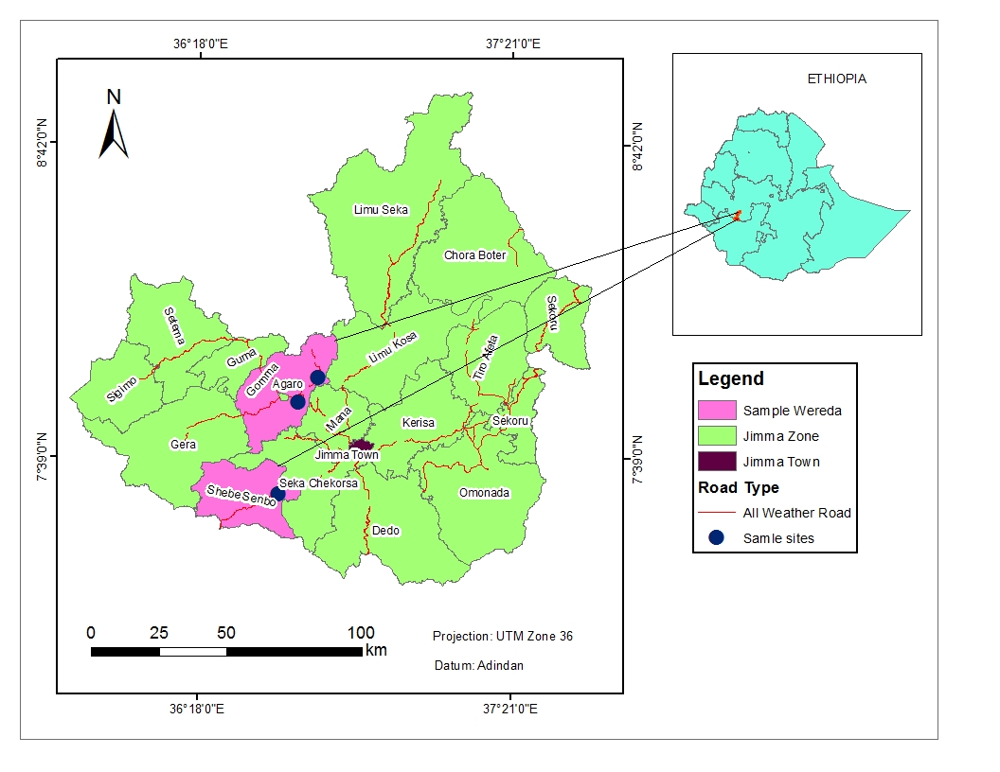 36°18'0"E
37°21'0"E
ETHIOPIA
N
8°42'0"N
8°42'0"N
Limu Seka
Chora Boter
Sekoru
Setema
Limu Kosa
Tiro Afeta
Guma
Gomma
Agaro
Sigimo
Mana
Kerisa
Sekoru
Gera
Jimma Town
7°39'0"N
7°39'0"N
Seka Chekorsa
Shebe Senbo
Omonada
Dedo
Legend
Sample Wereda
Jimma Zone
Jimma Town
Road Type
All Weather Road
Samle sites
0 25 50 100
km
Projection: UTM Zone 36
Datum: Adindan
36°18'0"E
37°21'0"E